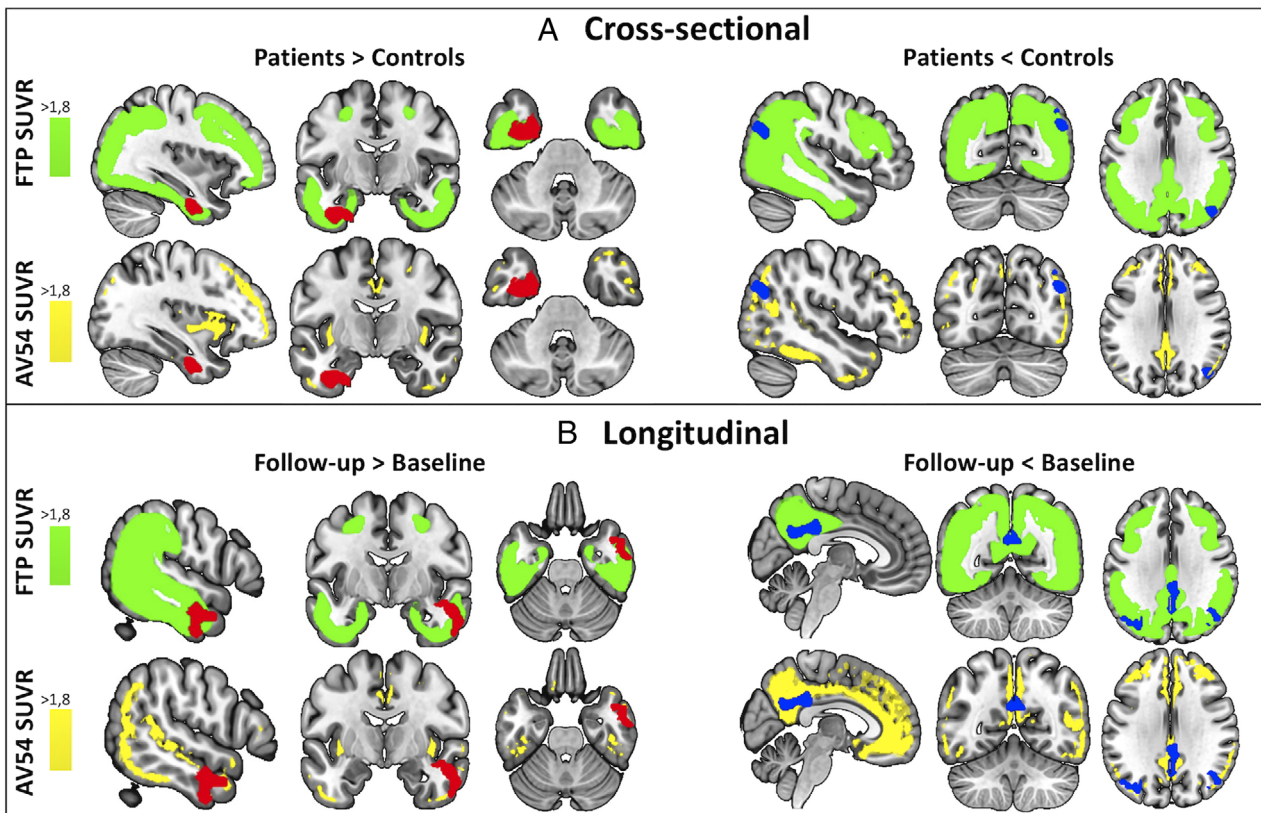 A Cross-sectional
Patients > Controls
Patients < Controls
FTP SUVR
>1,8
AV54 SUVR
>1,8
B Longitudinal
Follow-up > Baseline
Follow-up < Baseline
FTP SUVR
>1,8
AV54 SUVR
>1,8